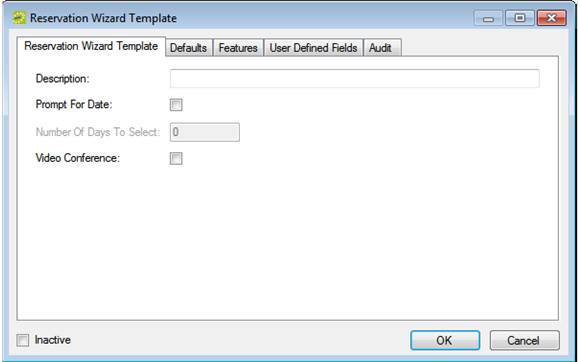 Reservation Wizard Template
Reservation Wizard Template Defaults Features User Defined Fields Audit
Description:
Prompt For Date:
Number Of Days To Select: 0
Video Conference:
Inactive OK Cancel